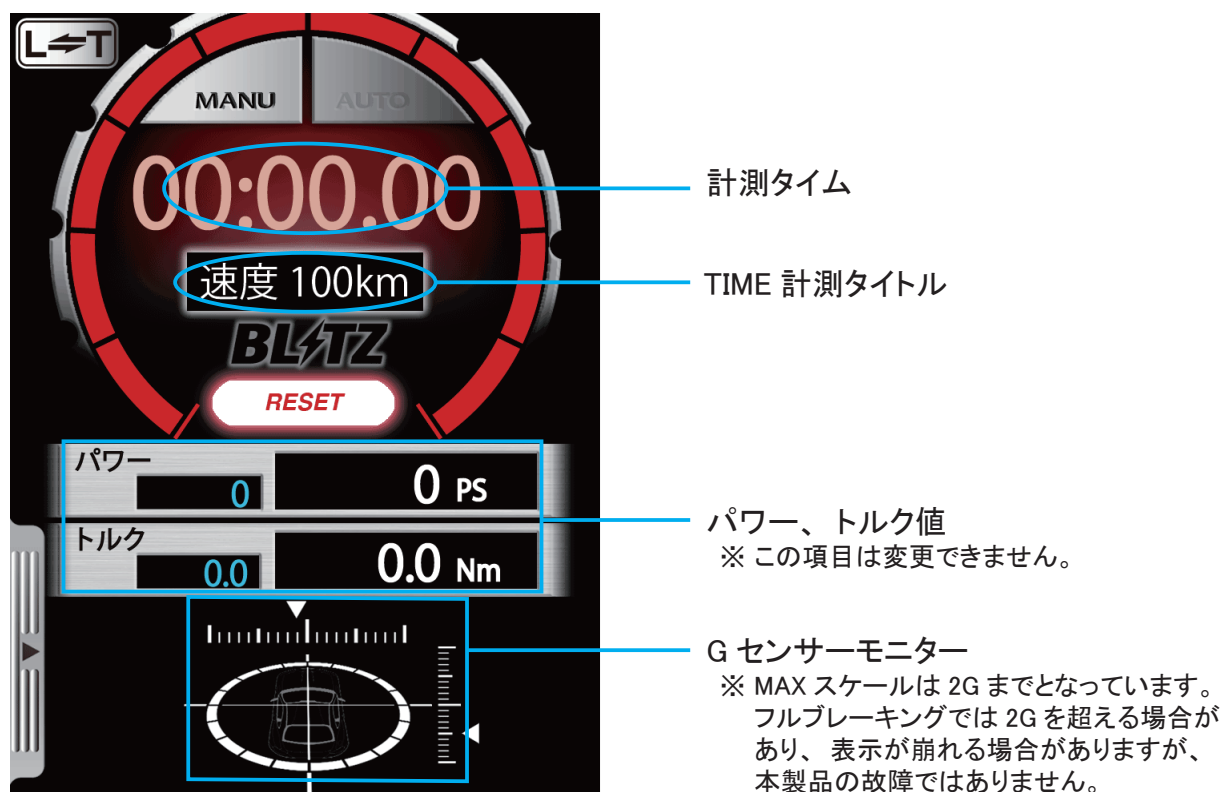 L⇌T
MANU
AUTO
00:00.00
計測タイム
速度 100km
TIME 計測タイトル
BLITZ
RESET
パワー
0
0 PS
トルク
0.0
0.0 Nm
パワー、トルク値
※ この項目は変更できません。
G センサーモニター
※ MAX スケールは 2G までとなっています。
フルブレーキングでは 2G を超える場合が
あり、表示が崩れる場合がありますが、
本製品の故障ではありません。